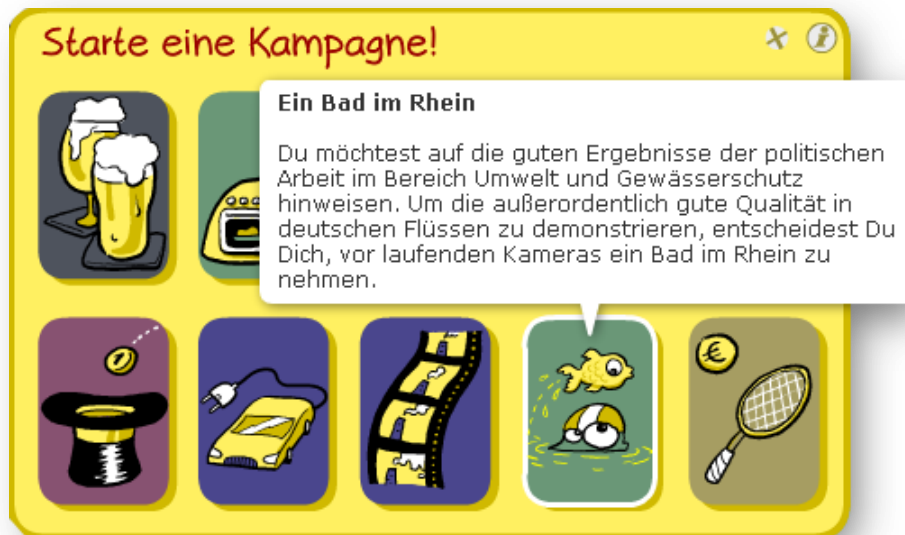 Starte eine Kampagne!
Ein Bad im Rhein
Du möchtest auf die guten Ergebnisse der politischen
Arbeit im Bereich Umwelt und Gewässerschutz
hinweisen. Um die außerordentlich gute Qualität in
deutschen Flüssen zu demonstrieren, entscheidest Du
Dich, vor laufenden Kameras ein Bad im Rhein zu
nehmen.
1
€